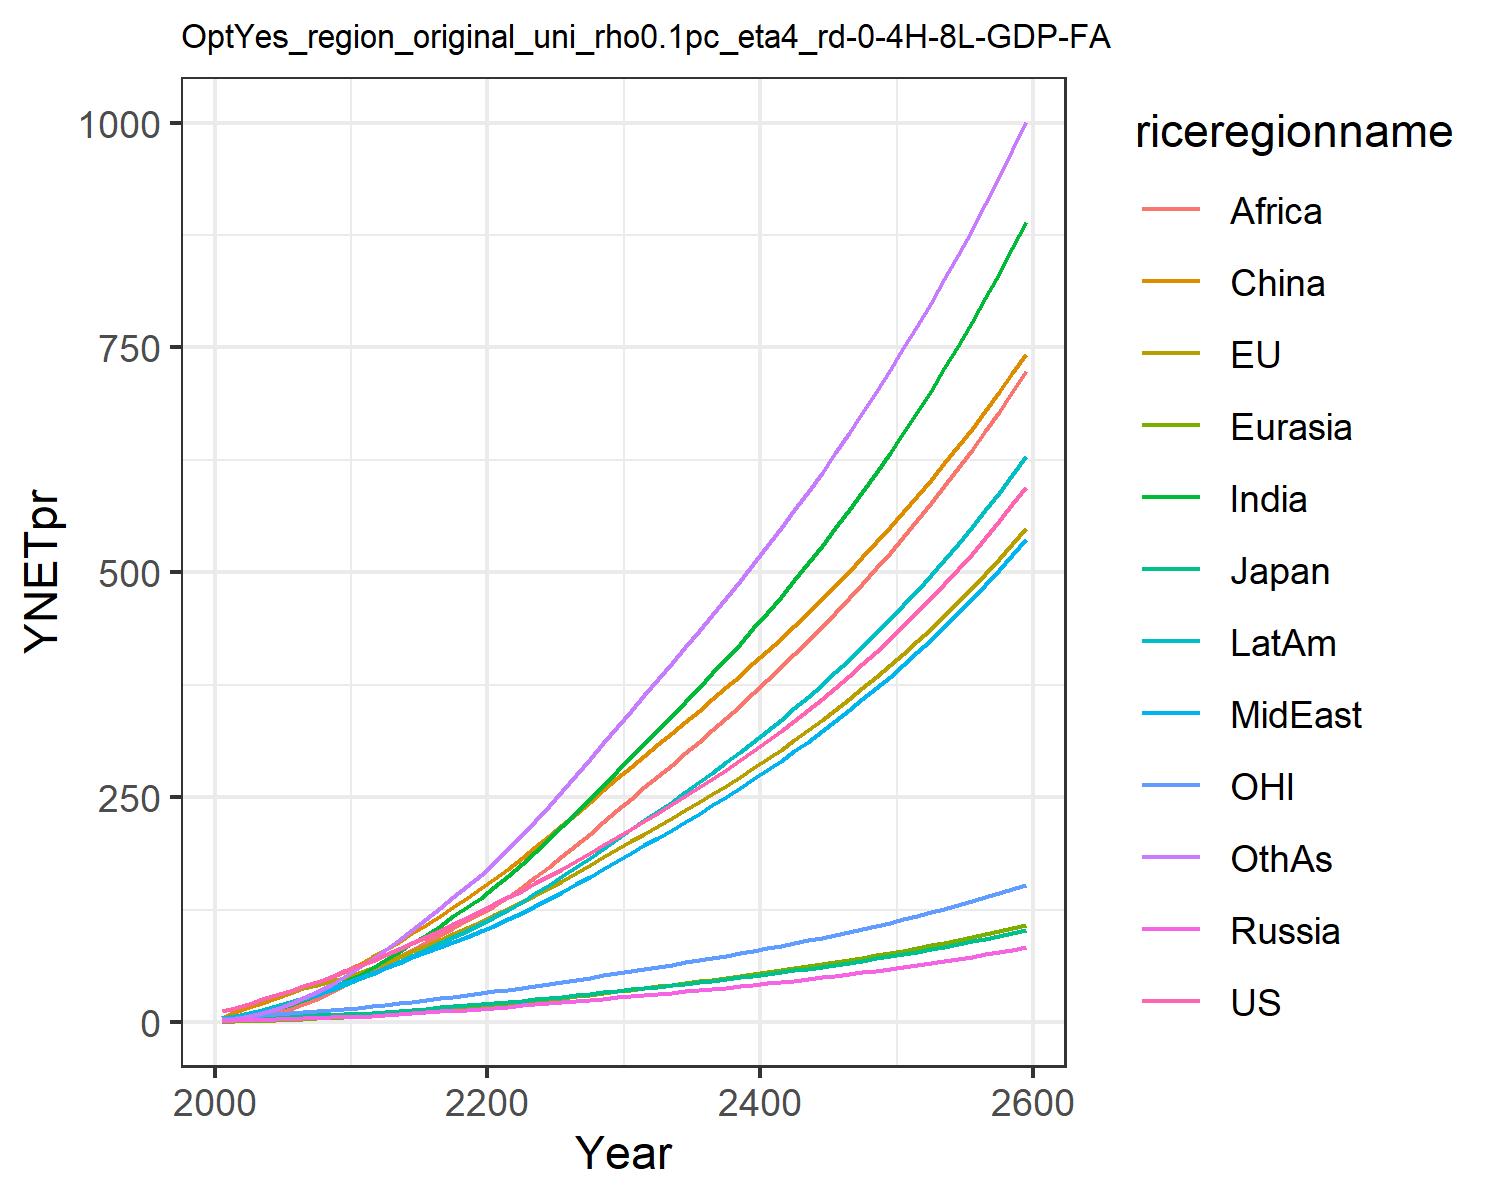 OptYes_region_original_uni_rho0.1pc_eta4_rd-0-4H-8L-GDP-FA
1000
750
500
250
0
YNETpr
2000
2200
2400
2600
Year
riceregionname
Africa
China
EU
Eurasia
India
Japan
LatAm
MidEast
OHI
OthAs
Russia
US